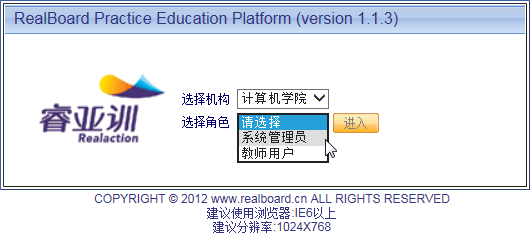 RealBoard Practice Education Platform (version 1.1.3)
睿亚训
Realaction
选择机构 计算机学院
选择角色 请选择 进入
系统管理员
教师用户
COPYRIGHT © 2012 www.realboard.cn ALL RIGHTS RESERVED
建议使用浏览器:IE6以上
建议分辨率:1024X768